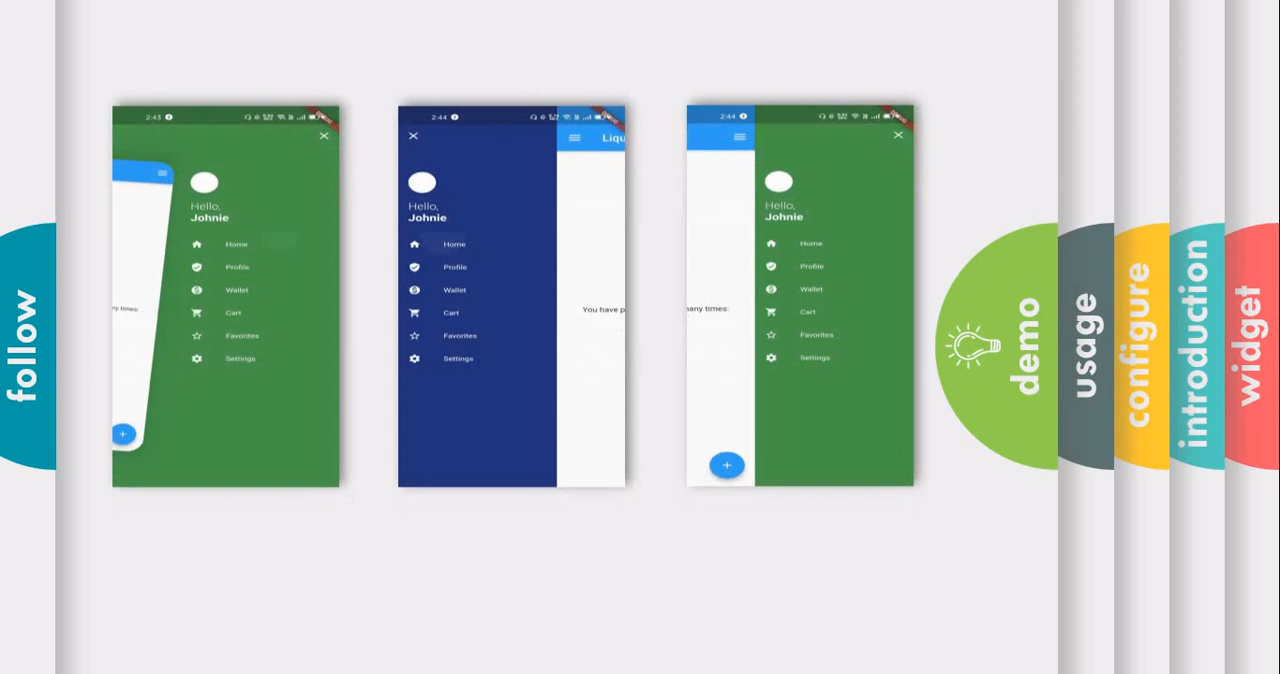 follow
2:43
Hello,
Johnie
Home
Profile
Wallet
Cart
Favorites
Settings
ny times:
+
2:44
Liqu
Hello,
Johnie
Home
Profile
Wallet
Cart
Favorites
Settings
You have p
2:44
Hello,
Johnie
Home
Profile
Wallet
Cart
Favorites
Settings
nany times:
+
demo
usage
configure
introduction
widget